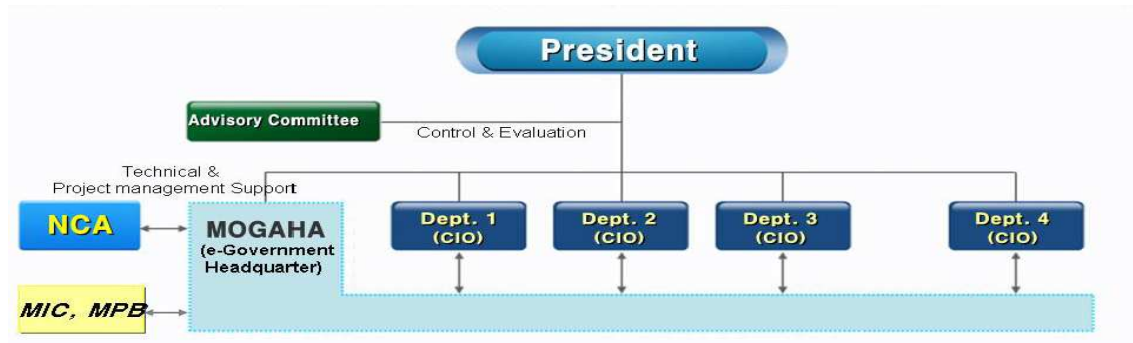 President
Advisory Committee
Control & Evaluation
Technical &
Project management Support
NCA
MOGAHA
(e-Government
Headquarter)
Dept. 1
(CIO)
Dept. 2
(CIO)
Dept. 3
(CIO)
Dept. 4
(CIO)
MIC, MPB